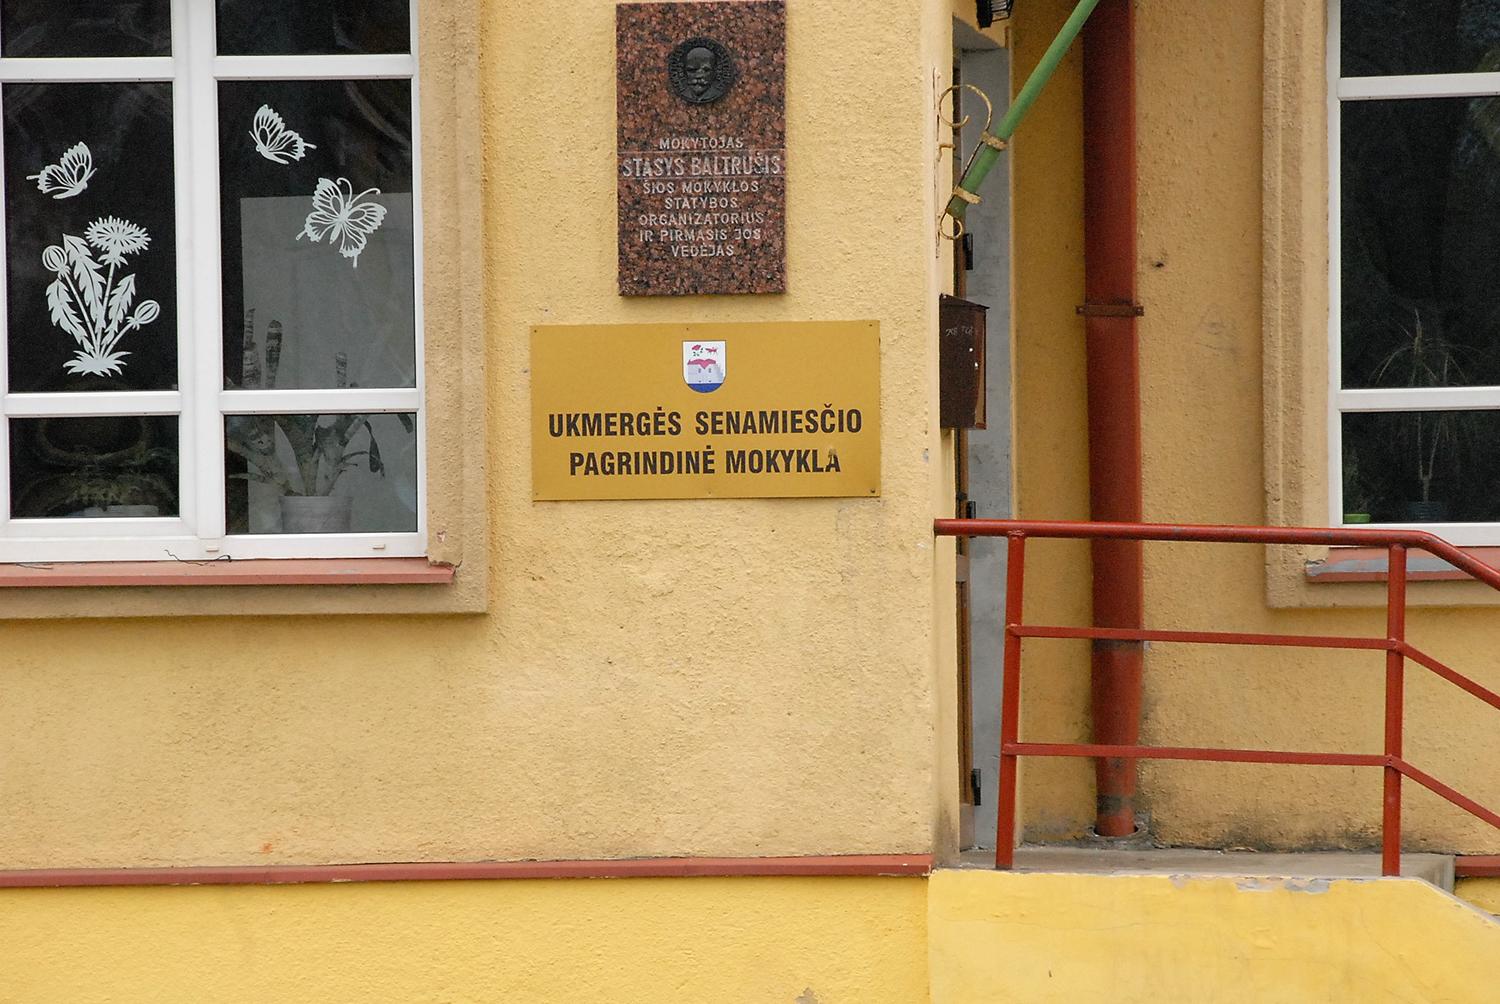 MOKYTOJAS
STASYS BALTRUŠIS
ŠIOS MOKYKLOS
STATYBOS
ORGANIZATORIUS
IR PIRMASIS JOS
VEDĖJAS
UKMERGĖS SENAMIESČIO
PAGRINDINĖ MOKYKLA